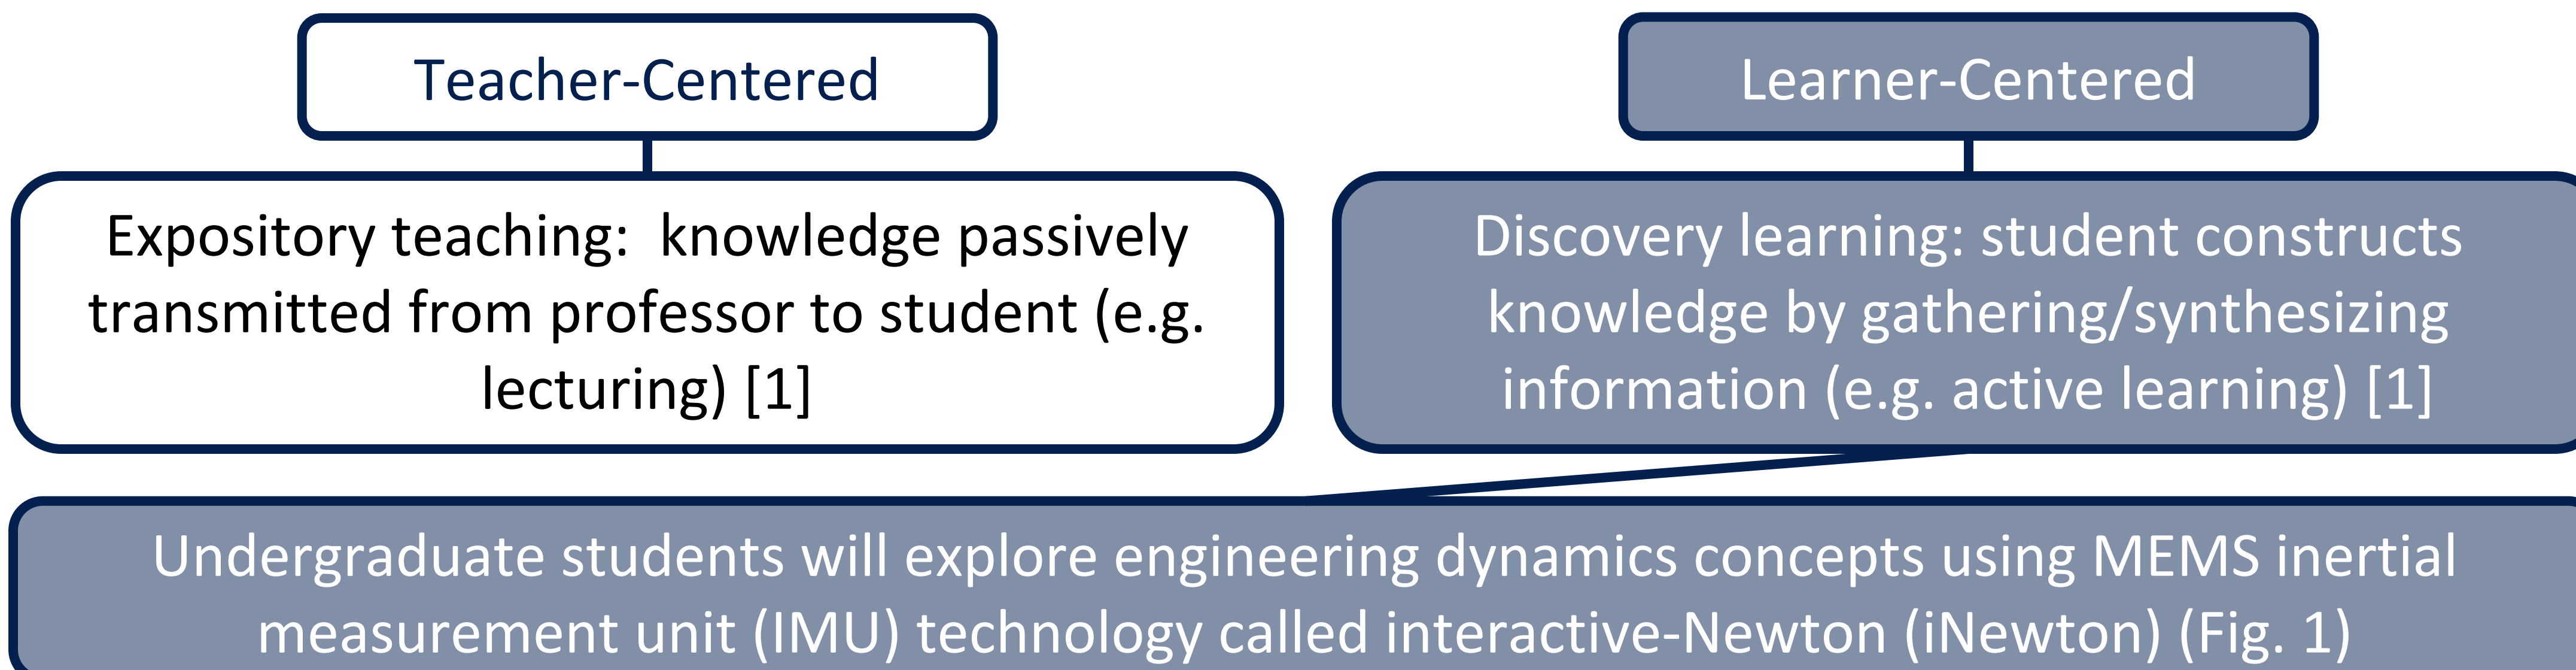 Teacher-Centered
Learner-Centered
Expository teaching:  knowledge passively
transmitted from professor to student (e.g.
lecturing) [1]
Discovery learning: student constructs
knowledge by gathering/synthesizing
information (e.g. active learning) [1]
Undergraduate students will explore engineering dynamics concepts using MEMS inertial
measurement unit (IMU) technology called interactive-Newton (iNewton) (Fig. 1)